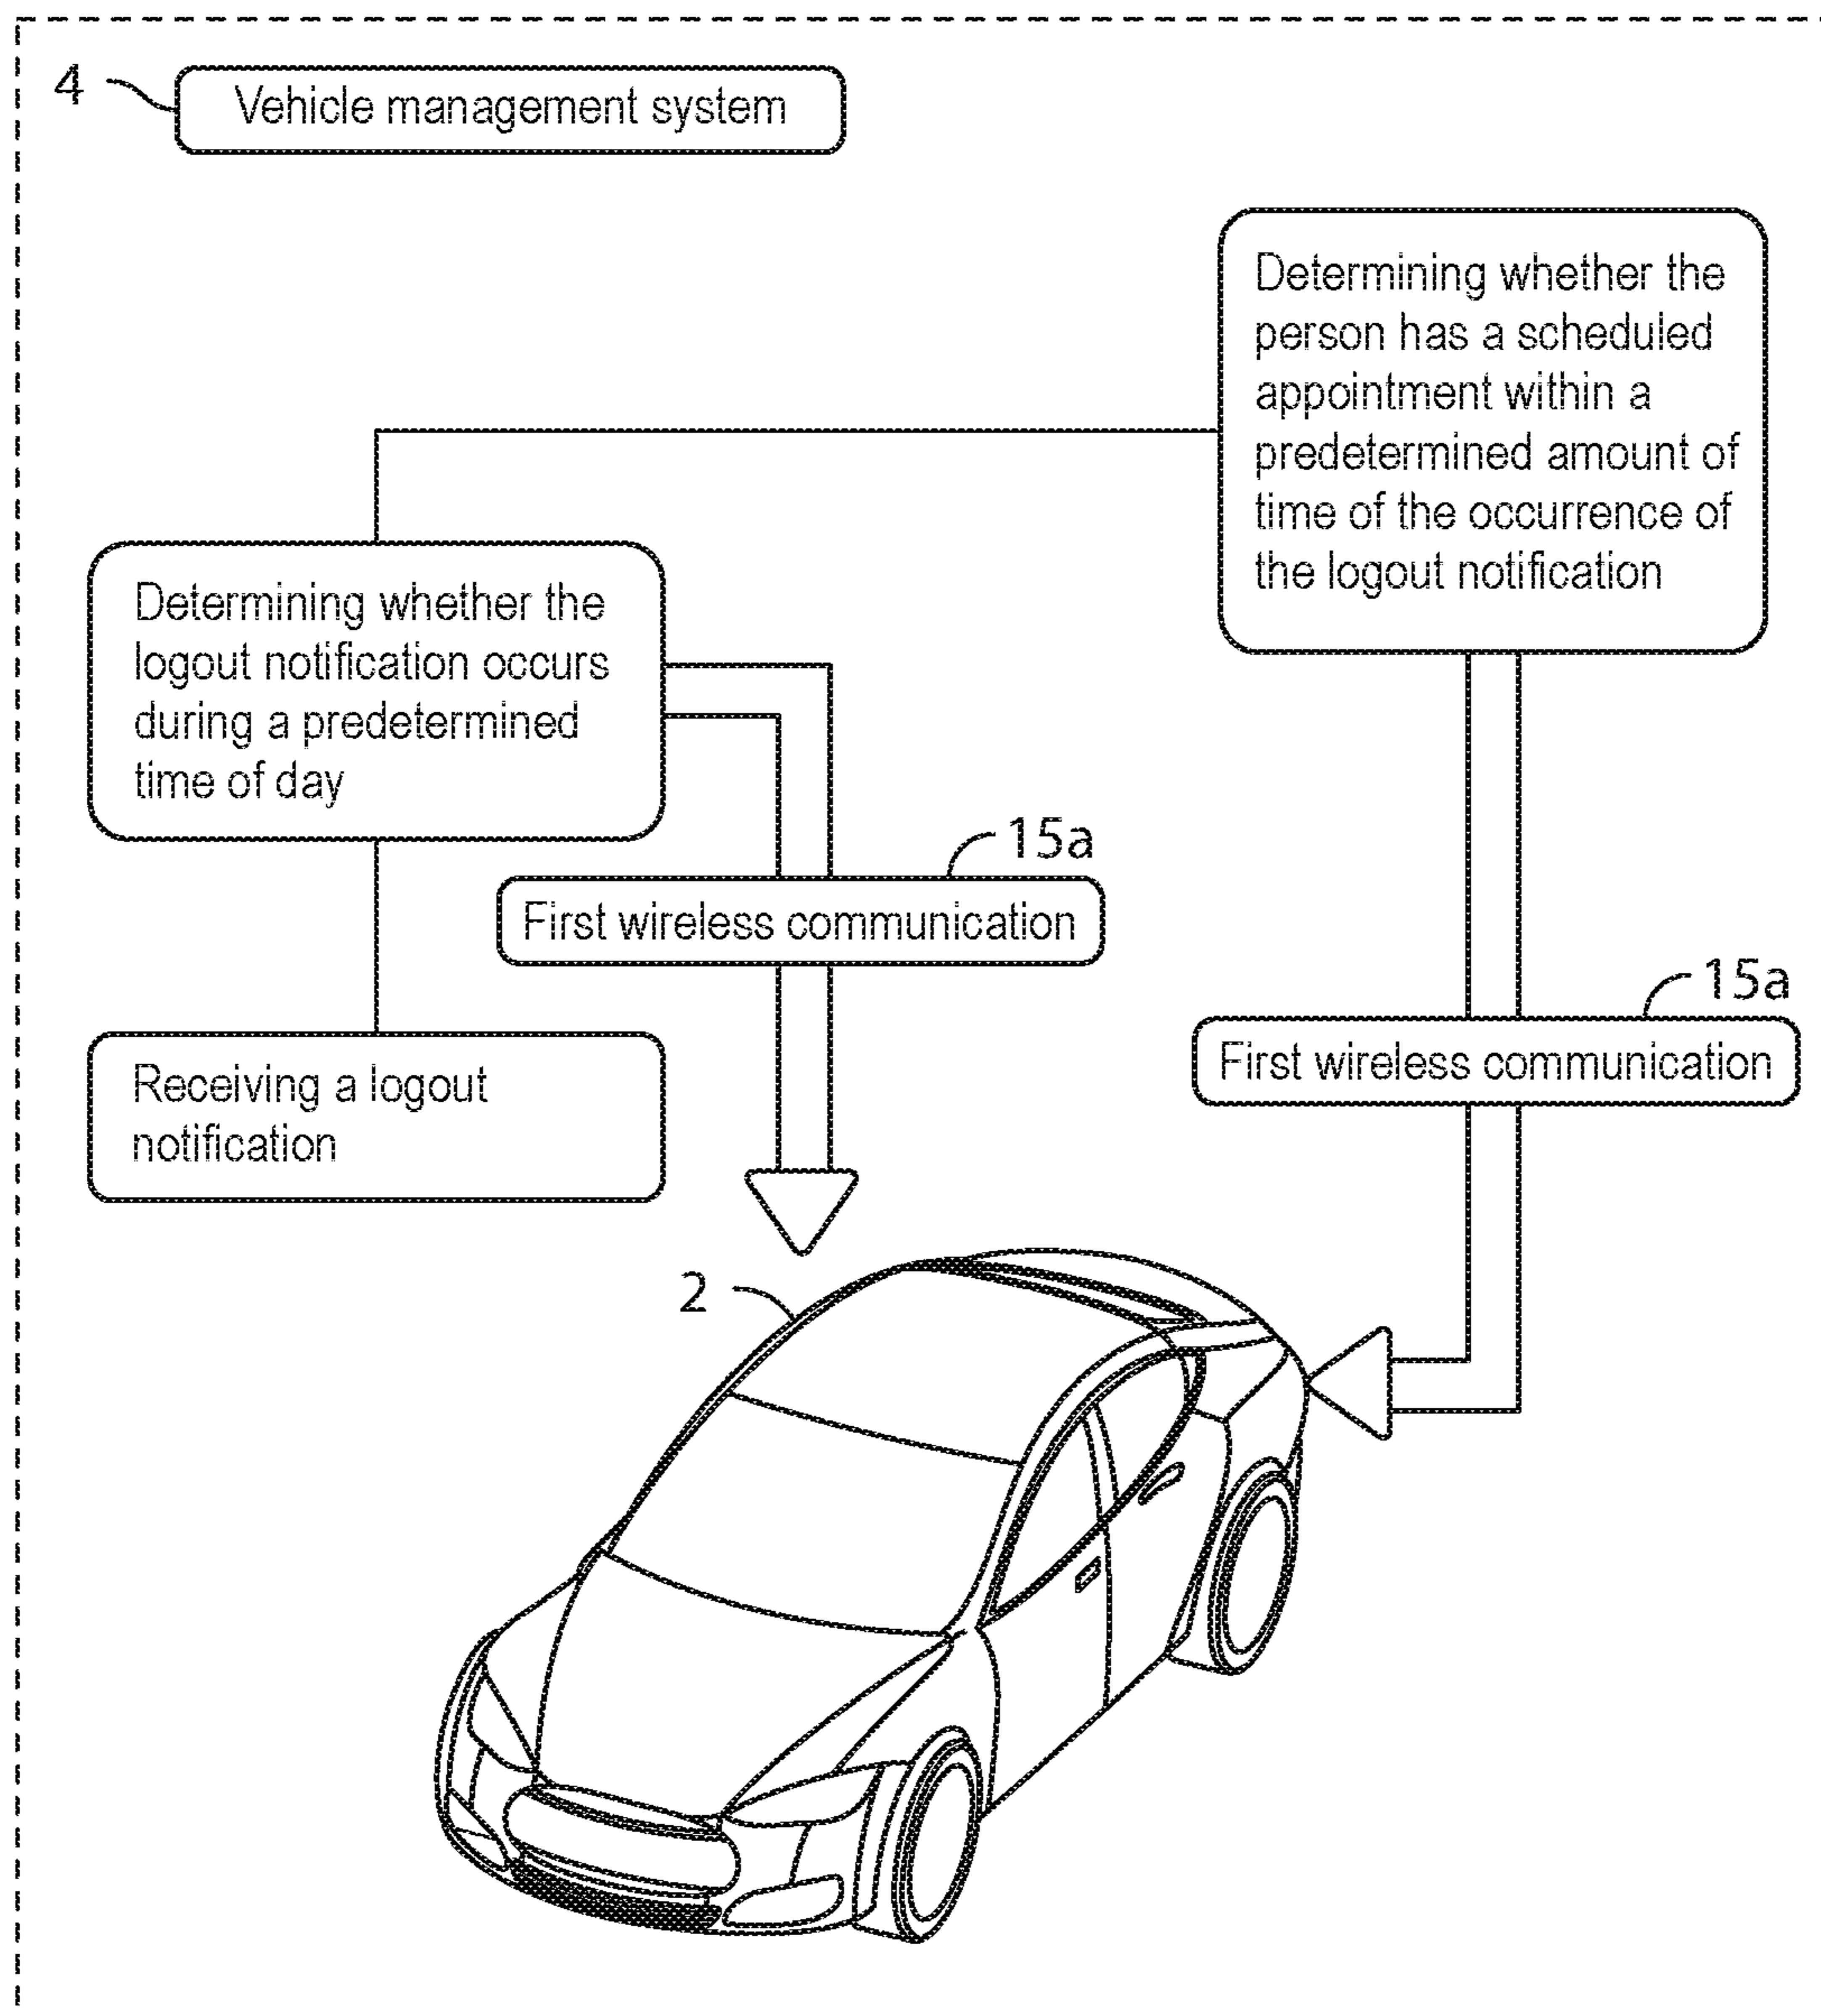 4
Vehicle management system
Determining whether the
person has a scheduled
appointment within a
predetermined amount of
time of the occurrence of
the logout notification
Determining whether the
logout notification occurs
during a predetermined
time of day
15a
First wireless communication
15a
First wireless communication
Receiving a logout
notification
2